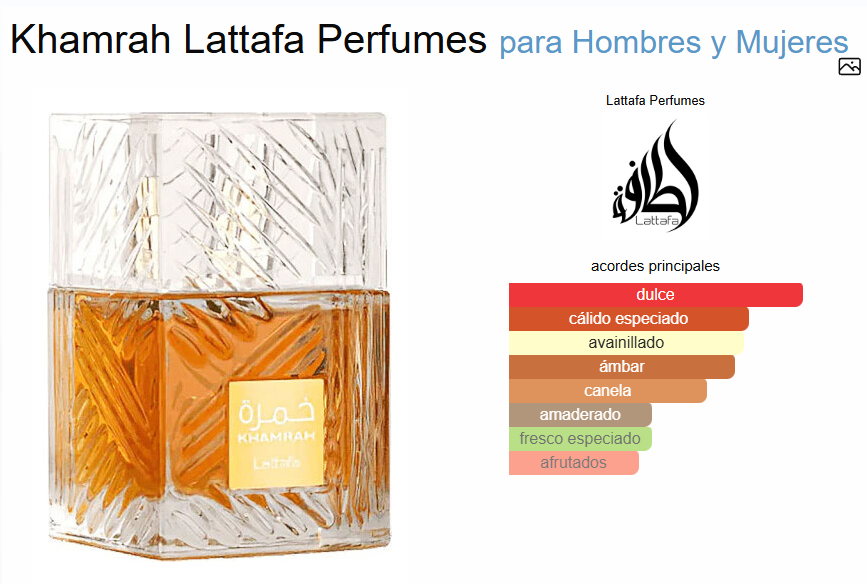 Khamrah Lattafa Perfumes para Hombres y Mujeres
Lattafa Perfumes
لطافة
Lattafa
acordes principales
dulce
cálido especiado
avainillado
ámbar
canela
amaderado
fresco especiado
afrutados
خمرة
KHAMRAH
Lattafa